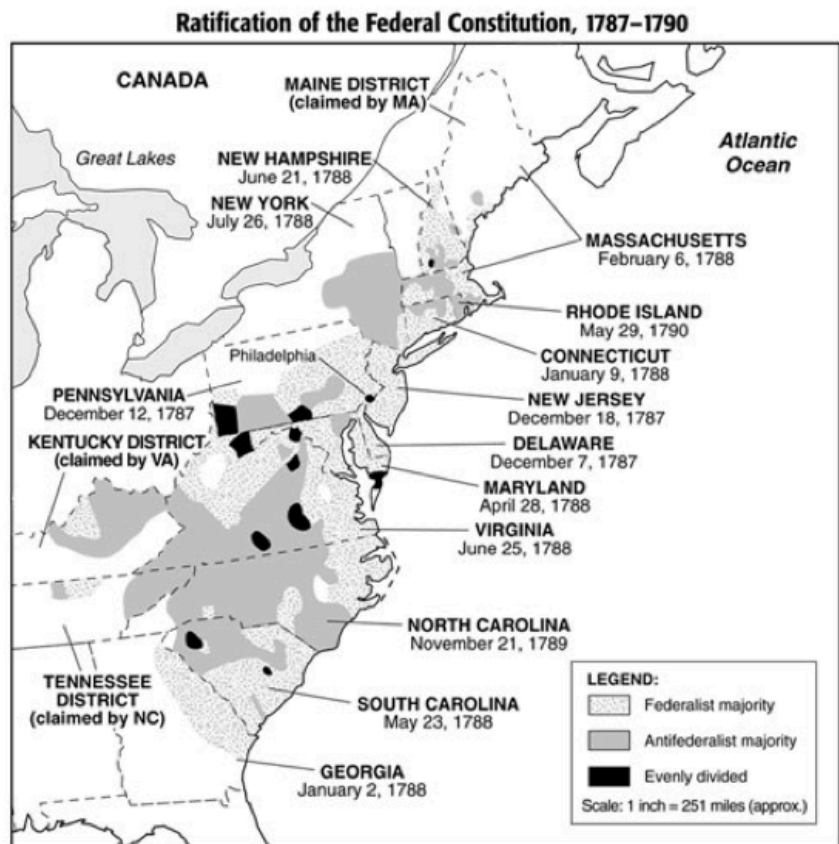 Ratification of the Federal Constitution, 1787–1790
CANADA
MAINE DISTRICT
(claimed by MA)
Great Lakes
Atlantic
Ocean
NEW HAMPSHIRE
June 21, 1788
NEW YORK
July 26, 1788
MASSACHUSETTS
February 6, 1788
RHODE ISLAND
May 29, 1790
Philadelphia
CONNECTICUT
January 9, 1788
PENNSYLVANIA
December 12, 1787
NEW JERSEY
December 18, 1787
KENTUCKY DISTRICT
(claimed by VA)
DELAWARE
December 7, 1787
MARYLAND
April 28, 1788
VIRGINIA
June 25, 1788
NORTH CAROLINA
November 21, 1789
TENNESSEE
DISTRICT
(claimed by NC)
SOUTH CAROLINA
May 23, 1788
GEORGIA
January 2, 1788
LEGEND:
Federalist majority
Antifederalist majority
Evenly divided
Scale: 1 inch = 251 miles (approx.)